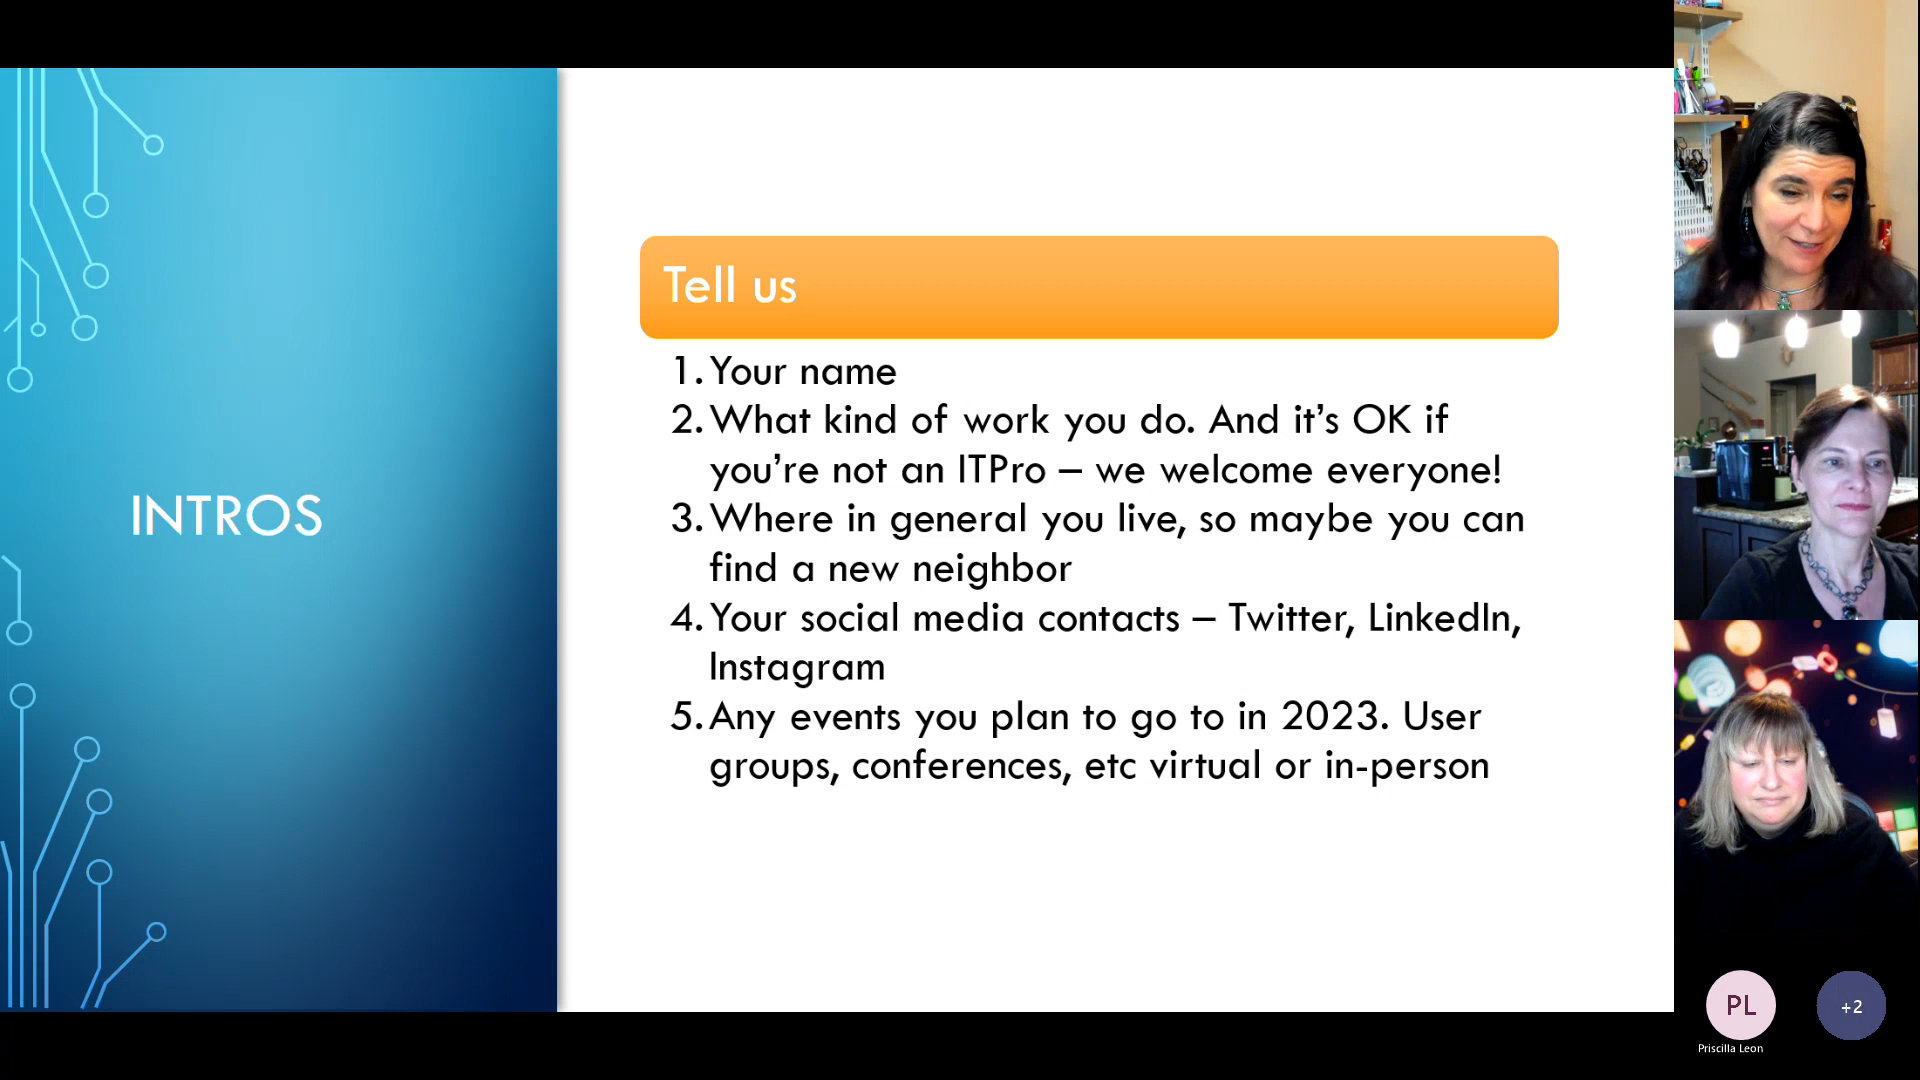 INTROS
Tell us
1. Your name
2. What kind of work you do. And it’s OK if
you’re not an ITPro – we welcome everyone!
3. Where in general you live, so maybe you can
find a new neighbor
4. Your social media contacts – Twitter, LinkedIn,
Instagram
5. Any events you plan to go to in 2023. User
groups, conferences, etc virtual or in-person
PL
+2
Priscilla Leon